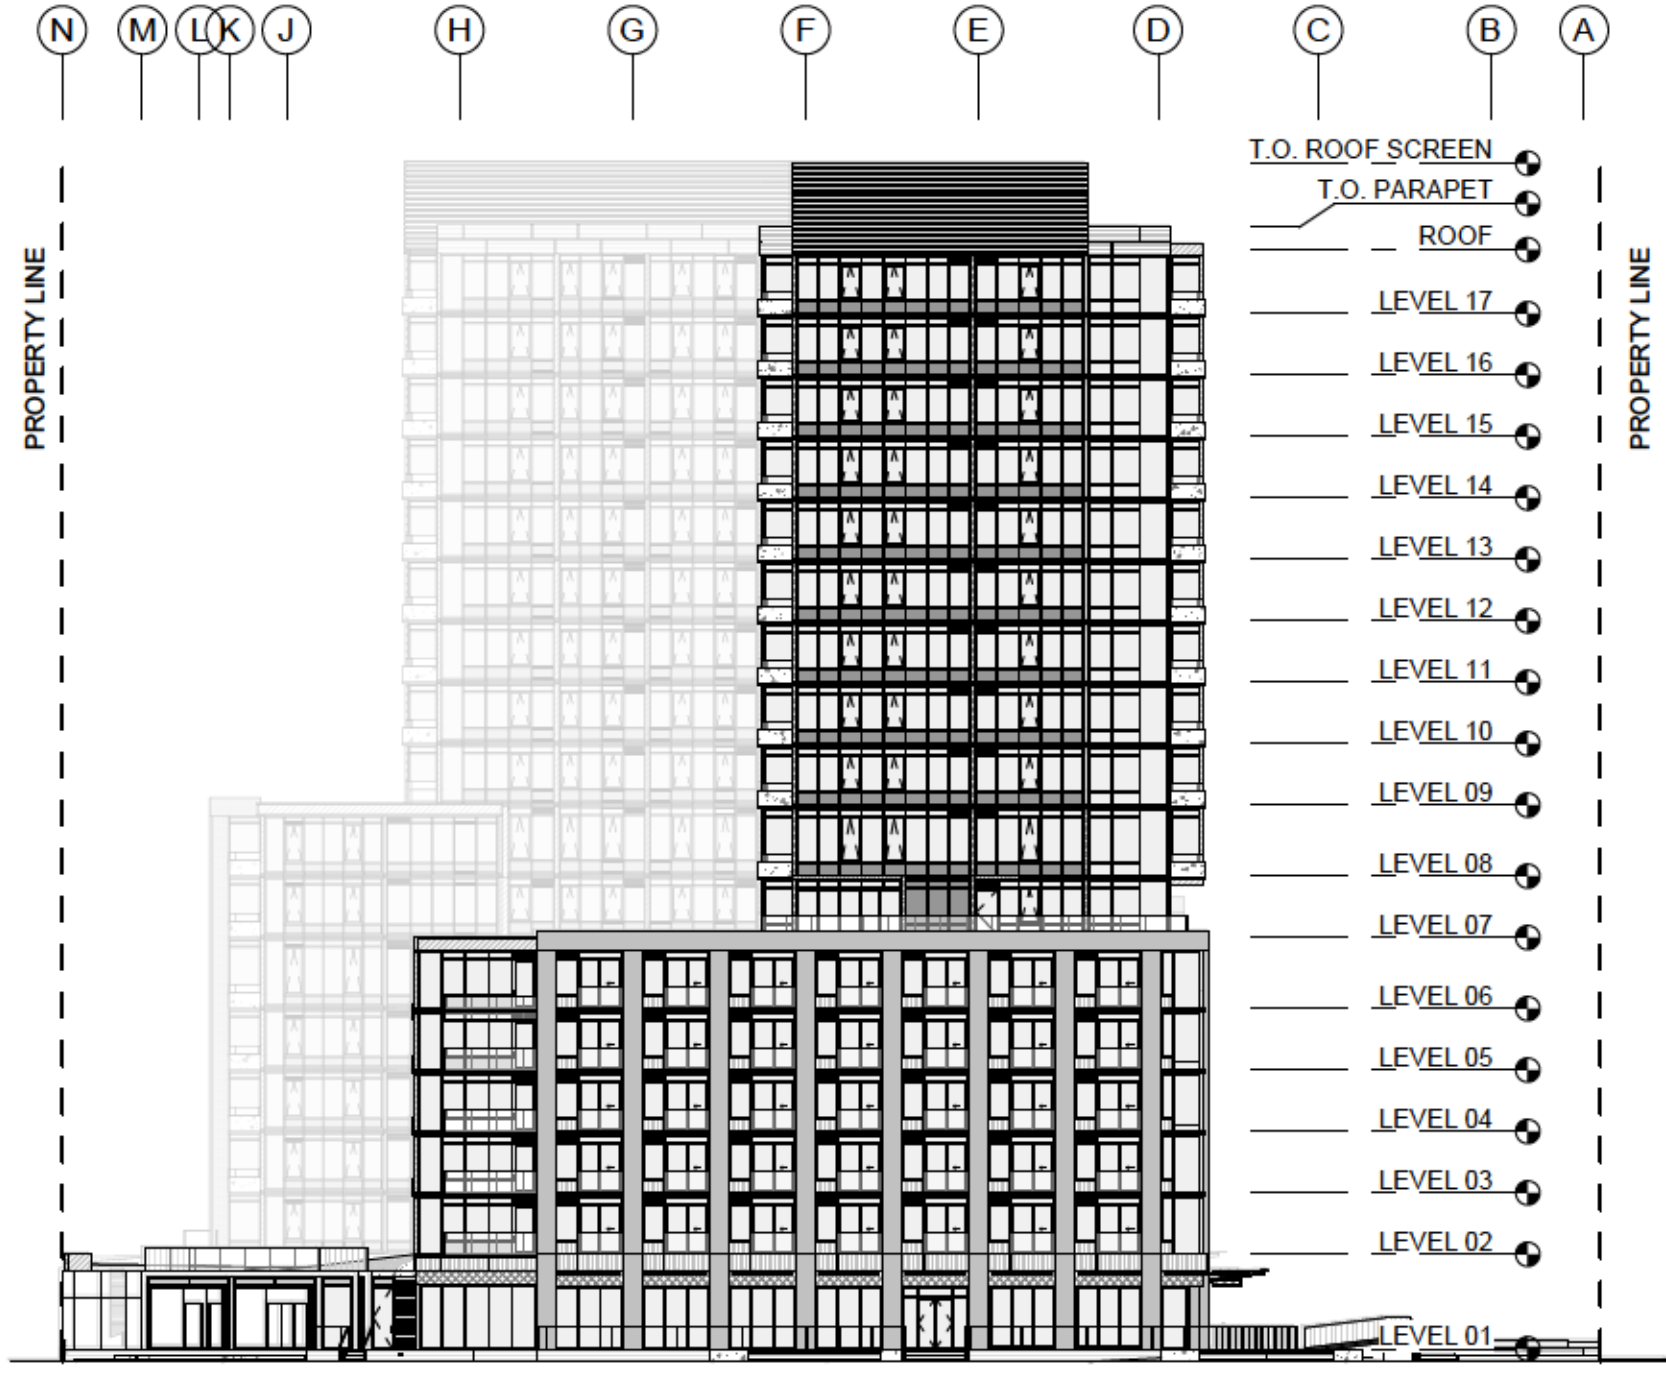 N M L K J H G F E D C B A
T.O. ROOF SCREEN
T.O. PARAPET
ROOF
PROPERTY LINE
PROPERTY LINE
LEVEL 17
LEVEL 16
LEVEL 15
LEVEL 14
LEVEL 13
LEVEL 12
LEVEL 11
LEVEL 10
LEVEL 09
LEVEL 08
LEVEL 07
LEVEL 06
LEVEL 05
LEVEL 04
LEVEL 03
LEVEL 02
LEVEL 01